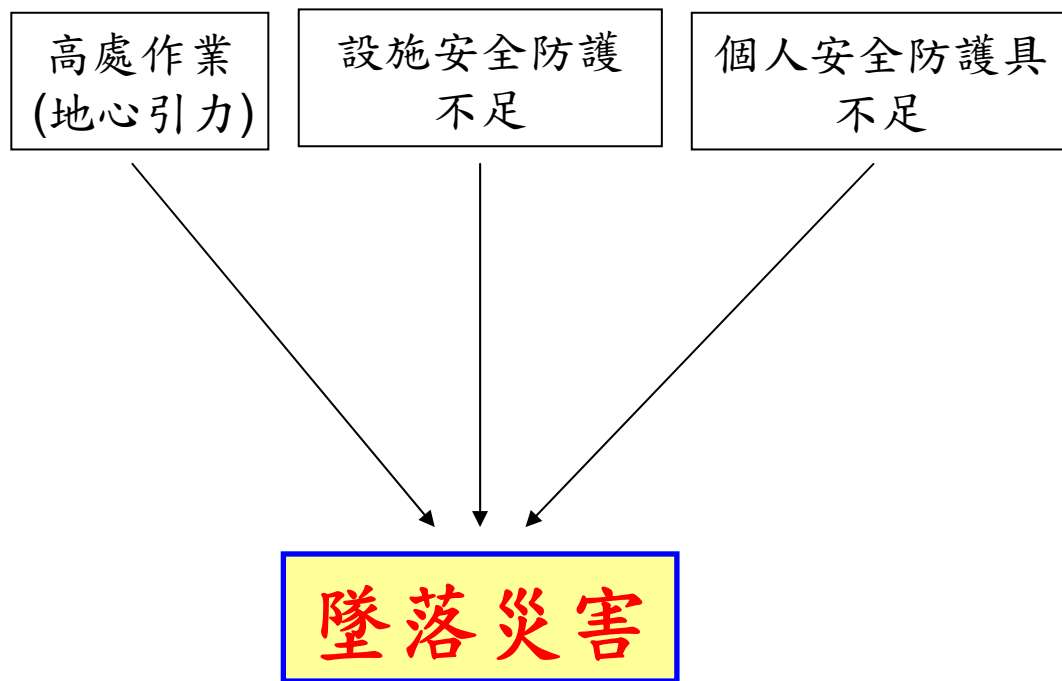 高處作業
(地心引力)
設施安全防護
不足
個人安全防護具
不足
墜落災害